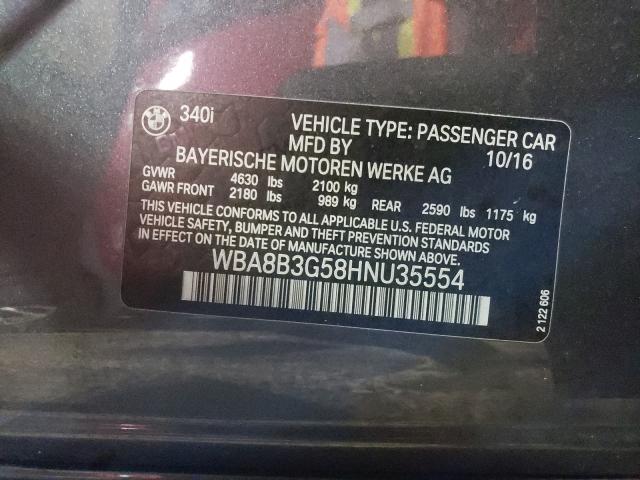 BMW 340i VEHICLE TYPE: PASSENGER CAR
MFD BY 10/16
BAYERISCHE MOTOREN WERKE AG
GVWR 4630 lbs 2100 kg
GAWR FRONT 2180 lbs 989 kg REAR 2590 lbs 1175 kg
THIS VEHICLE CONFORMS TO ALL APPLICABLE U.S. FEDERAL MOTOR
VEHICLE SAFETY, BUMPER AND THEFT PREVENTION STANDARDS
IN EFFECT ON THE DATE OF MANUFACTURE SHOWN ABOVE.
WBA8B3G58HNU35554
2 122 606